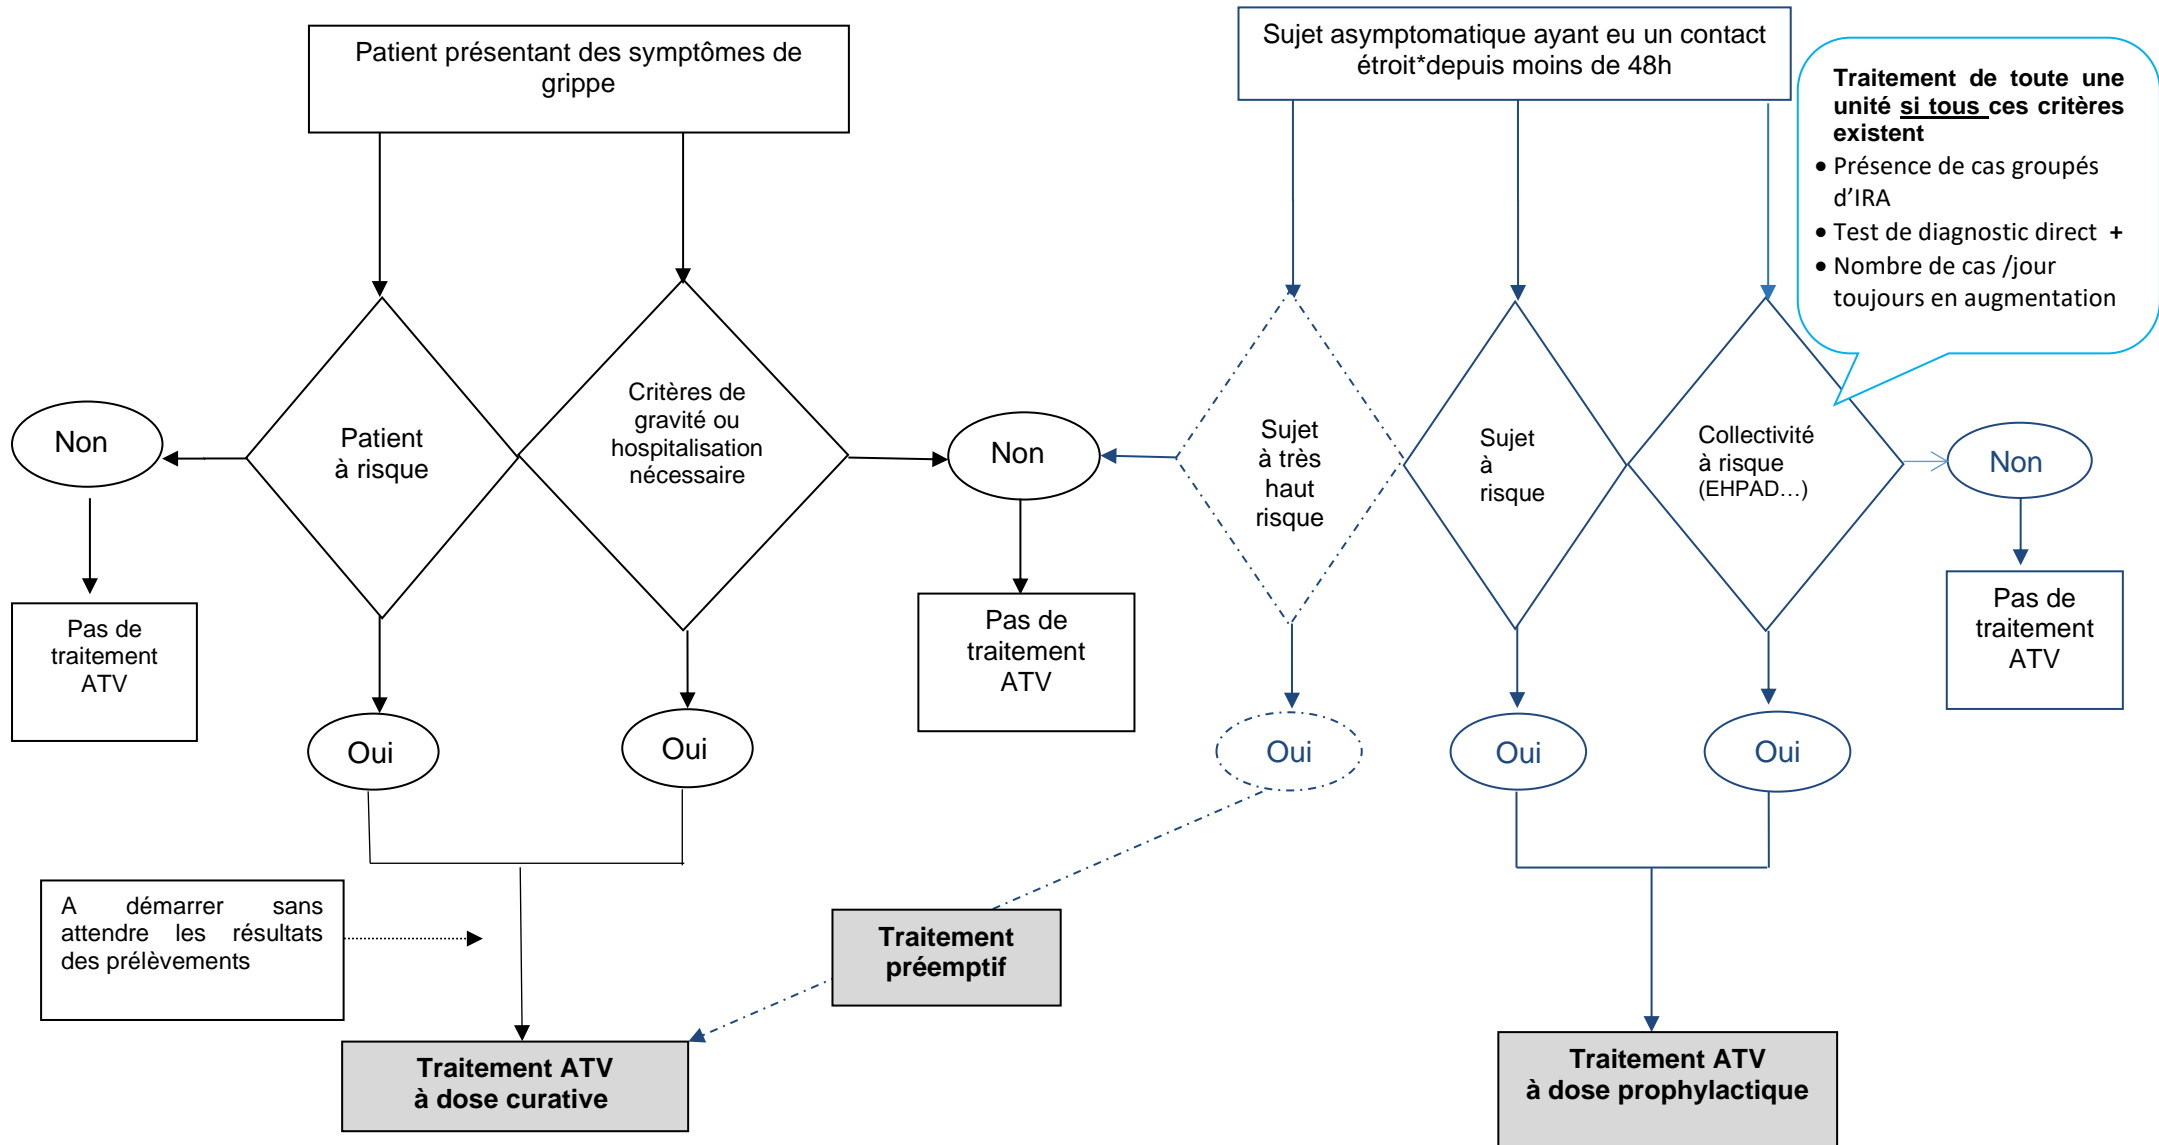 Patient présentant des symptômes de
grippe
Sujet asymptomatique ayant eu un contact
étroit*depuis moins de 48h
Traitement de toute une
unité si tous ces critères
existent
• Présence de cas groupés
d’IRA
• Test de diagnostic direct +
• Nombre de cas /jour
toujours en augmentation
Non
Patient
à risque
Critères de
gravité ou
hospitalisation
nécessaire
Non
Sujet
à très
haut
risque
Sujet
à
risque
Collectivité
à risque
(EHPAD…)
Non
Pas de
traitement
ATV
Pas de
traitement
ATV
Pas de
traitement
ATV
Oui
Oui
Oui
Oui
Oui
A démarrer sans
attendre les résultats
des prélèvements
Traitement
préemptif
Traitement ATV
à dose curative
Traitement ATV
à dose prophylactique